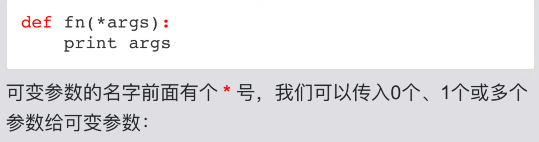 def fn(*args):
    print args
可变参数的名字前面有个 * 号，我们可以传入0个、1个或多个
参数给可变参数：